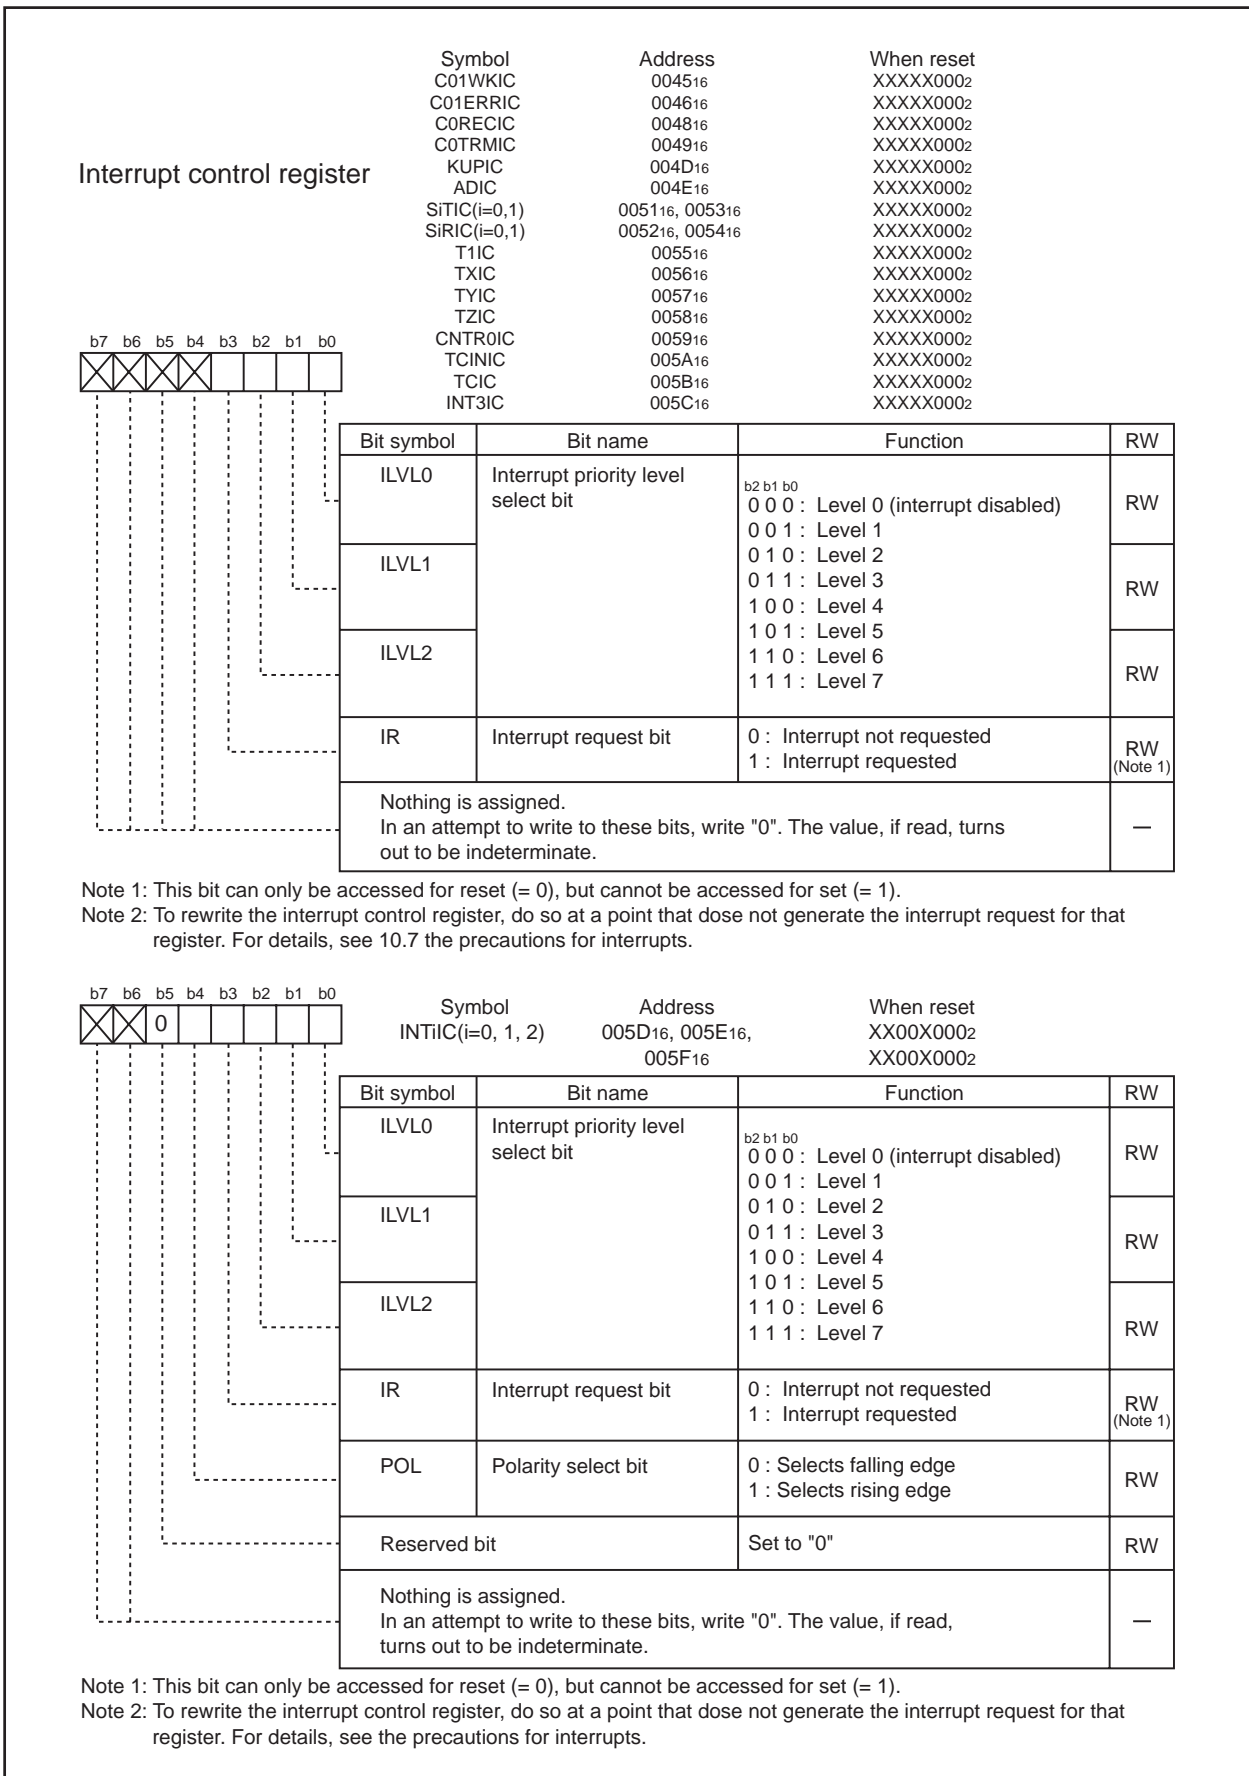 Symbol Address When reset
C01WKIC 004516 XXXXX0002
C01ERRIC 004616 XXXXX0002
C0RECIC 004816 XXXXX0002
C0TRMIC 004916 XXXXX0002
Interrupt control register KUPIC 004D16 XXXXX0002
ADIC 004E16 XXXXX0002
SiTIC(i=0,1) 005116, 005316 XXXXX0002
SiRIC(i=0,1) 005216, 005416 XXXXX0002
T1IC 005516 XXXXX0002
TXIC 005616 XXXXX0002
TYIC 005716 XXXXX0002
TZIC 005816 XXXXX0002
b7 b6 b5 b4 b3 b2 b1 b0 CNTR0IC 005916 XXXXX0002
TCINIC 005A16 XXXXX0002
TCIC 005B16 XXXXX0002
INT3IC 005C16 XXXXX0002
Bit symbol Bit name Function RW
ILVL0 Interrupt priority level
select bit
b2 b1 b0
0 0 0 : Level 0 (interrupt disabled) RW
0 0 1 : Level 1
ILVL1 0 1 0 : Level 2
0 1 1 : Level 3 RW
1 0 0 : Level 4
1 0 1 : Level 5
ILVL2 1 1 0 : Level 6
1 1 1 : Level 7 RW
IR Interrupt request bit 0 : Interrupt not requested
1 : Interrupt requested RW
(Note 1)
Nothing is assigned.
In an attempt to write to these bits, write "0". The value, if read, turns —
out to be indeterminate.
Note 1: This bit can only be accessed for reset (= 0), but cannot be accessed for set (= 1).
Note 2: To rewrite the interrupt control register, do so at a point that dose not generate the interrupt request for that
register. For details, see 10.7 the precautions for interrupts.
b7 b6 b5 b4 b3 b2 b1 b0
Symbol Address When reset
0 INTiIC(i=0, 1, 2) 005D16, 005E16, XX00X0002
005F16 XX00X0002
Bit symbol Bit name Function RW
ILVL0 Interrupt priority level
select bit
b2 b1 b0
0 0 0 : Level 0 (interrupt disabled) RW
0 0 1 : Level 1
ILVL1 0 1 0 : Level 2
0 1 1 : Level 3 RW
1 0 0 : Level 4
1 0 1 : Level 5
ILVL2 1 1 0 : Level 6
1 1 1 : Level 7 RW
IR Interrupt request bit 0 : Interrupt not requested
1 : Interrupt requested RW
(Note 1)
POL Polarity select bit 0 : Selects falling edge
1 : Selects rising edge RW
Reserved bit Set to "0" RW
Nothing is assigned.
In an attempt to write to these bits, write "0". The value, if read, —
turns out to be indeterminate.
Note 1: This bit can only be accessed for reset (= 0), but cannot be accessed for set (= 1).
Note 2: To rewrite the interrupt control register, do so at a point that dose not generate the interrupt request for that
register. For details, see the precautions for interrupts.